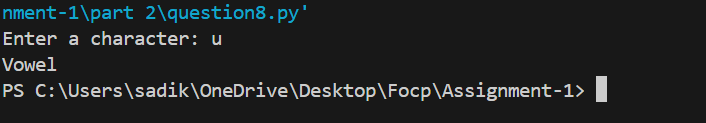 nment-1\part 2\question8.py'
Enter a character: u
Vowel
PS C:\Users\sadik\OneDrive\Desktop\Focp\Assignment-1>